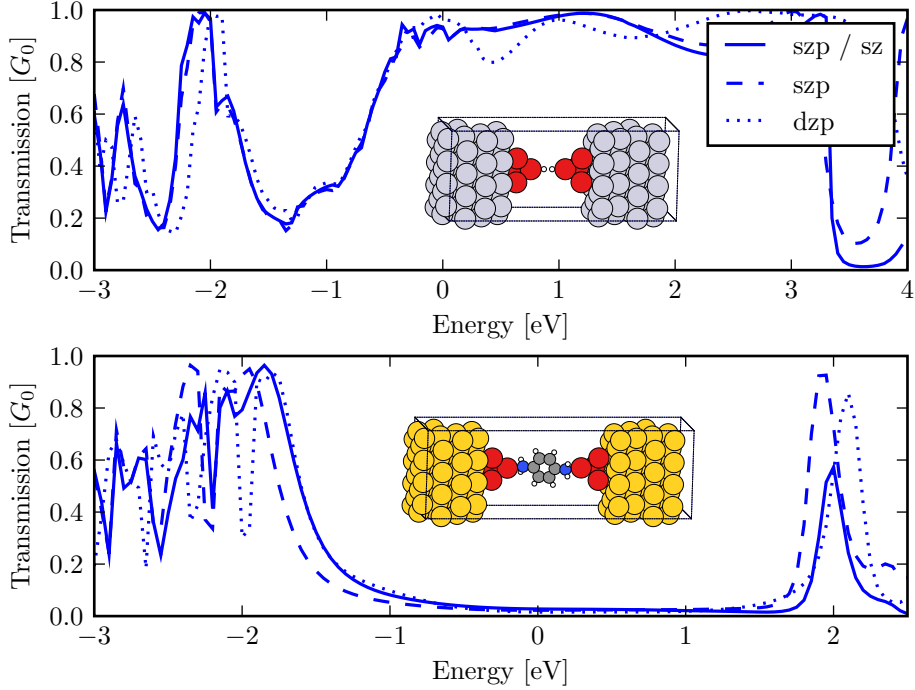 1.0
0.8
0.6
0.4
0.2
0.0
Transmission [G₀]
szp / sz
szp
dzp
−3 −2 −1 0 1 2 3 4
Energy [eV]
1.0
0.8
0.6
0.4
0.2
0.0
Transmission [G₀]
−3 −2 −1 0 1 2
Energy [eV]